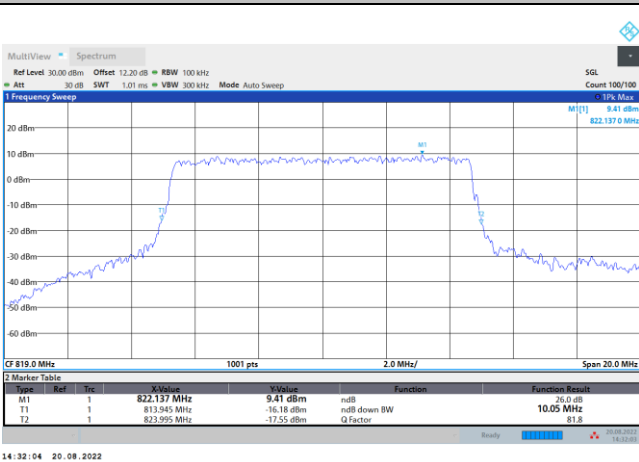 MultiView Spectrum
Ref Level 30.00 dBm Offset 12.20 dB RBW 100 kHz SGL
Att 30 dB SWT 1.01 ms VBW 300 kHz Mode Auto Sweep Count 100/100
1 Frequency Sweep 1Pk Max
M1[1] 9.41 dBm
822.137 0 MHz
20 dBm
M1
10 dBm
0 dBm
-10 dBm
T1
T2
-20 dBm
-30 dBm
-40 dBm
-50 dBm
-60 dBm
CF 819.0 MHz 1001 pts 2.0 MHz/ Span 20.0 MHz
2 Marker Table
Type Ref Trc X-Value Y-Value Function Function Result
M1 1 822.137 MHz 9.41 dBm ndB 26.0 dB
T1 1 813.945 MHz -16.18 dBm ndB down BW 10.05 MHz
T2 1 823.995 MHz -17.55 dBm Q Factor 81.8
Ready 20.08.2022
14:32:03
14:32:04 20.08.2022